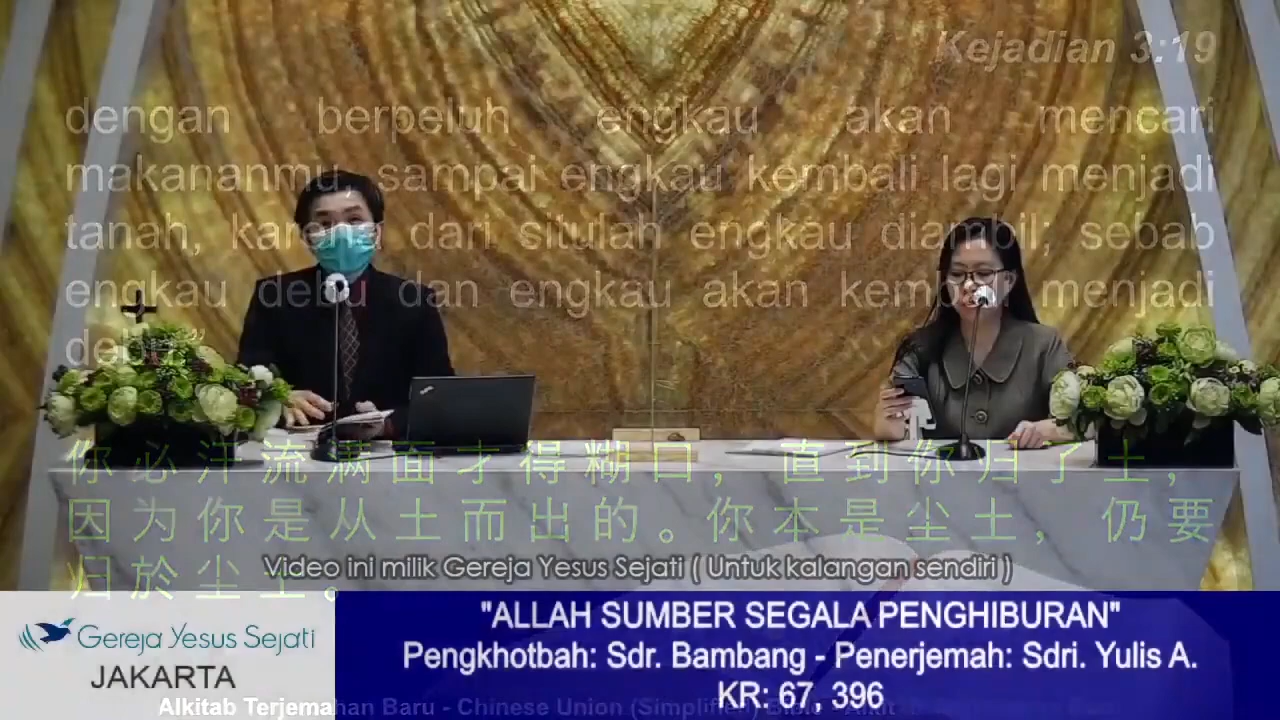 Kejadian 3:19
dengan berpeluh engkau akan mencari
makananmu sampai engkau kembali lagi menjadi
tanah, karena dari situlah engkau diambil; sebab
engkau debu dan engkau akan kembali menjadi
debu."
你必汗流满面才得糊口，直到你归了土，
因为你是从土而出的。你本是尘土，仍要
归於尘土。
Video ini milik Gereja Yesus Sejati ( Untuk kalangan sendiri )
Gereja Yesus Sejati
JAKARTA
"ALLAH SUMBER SEGALA PENGHIBURAN"
Pengkhotbah: Sdr. Bambang - Penerjemah: Sdri. Yulis A.
KR: 67, 396
Alkitab Terjemahan Baru - Chinese Union (Simplified)